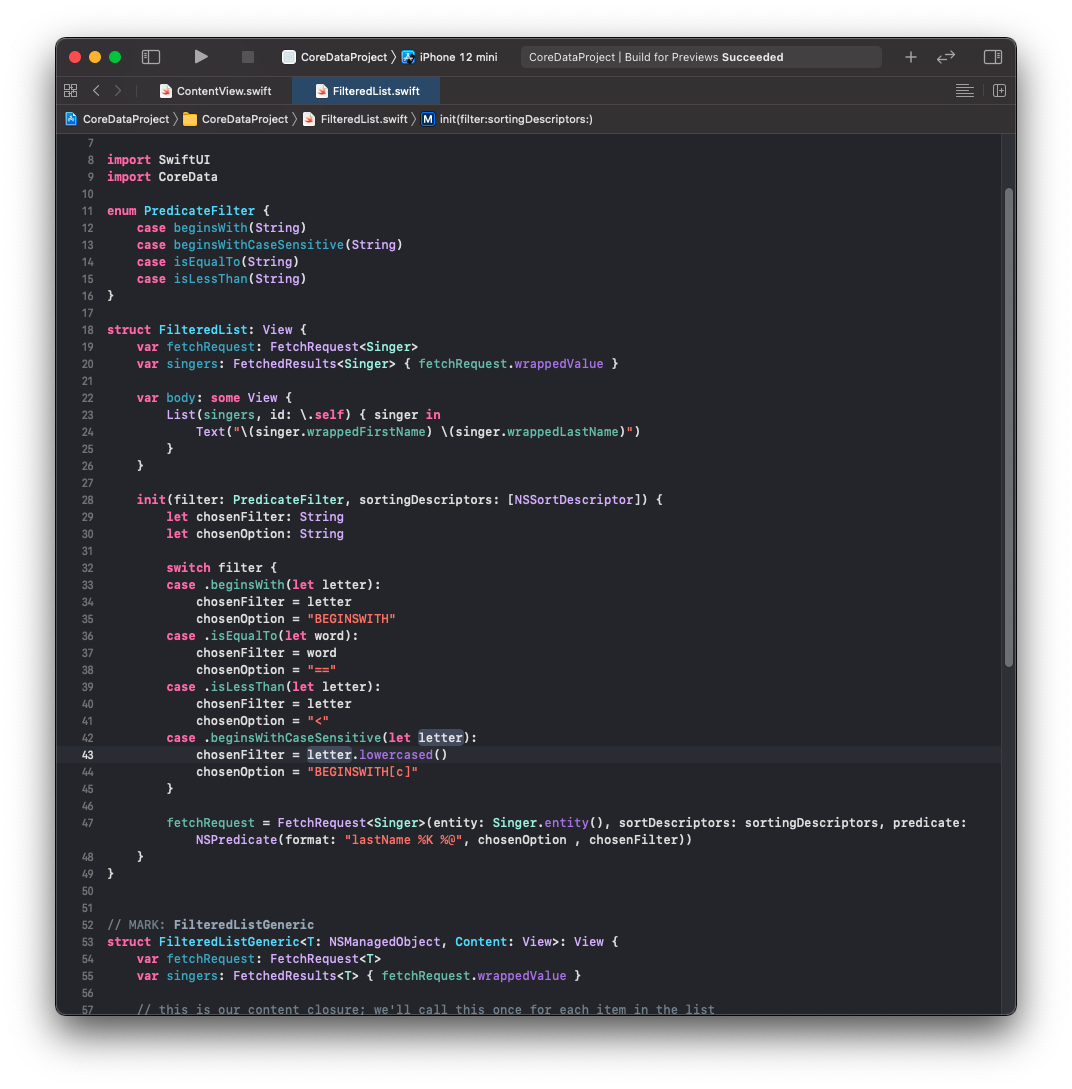 CoreDataProject 〉 iPhone 12 mini
CoreDataProject | Build for Previews Succeeded
ContentView.swift
FilteredList.swift
CoreDataProject 〉 CoreDataProject 〉 FilteredList.swift 〉 M init(filter:sortingDescriptors:)
7
8 import SwiftUI
9 import CoreData
10
11 enum PredicateFilter {
12     case beginsWith(String)
13     case beginsWithCaseSensitive(String)
14     case isEqualTo(String)
15     case isLessThan(String)
16 }
17
18 struct FilteredList: View {
19     var fetchRequest: FetchRequest<Singer>
20     var singers: FetchedResults<Singer> { fetchRequest.wrappedValue }
21
22     var body: some View {
23         List(singers, id: \.self) { singer in
24             Text("\(singer.wrappedFirstName) \(singer.wrappedLastName)")
25         }
26     }
27
28     init(filter: PredicateFilter, sortingDescriptors: [NSSortDescriptor]) {
29         let chosenFilter: String
30         let chosenOption: String
31
32         switch filter {
33         case .beginsWith(let letter):
34             chosenFilter = letter
35             chosenOption = "BEGINSWITH"
36         case .isEqualTo(let word):
37             chosenFilter = word
38             chosenOption = "=="
39         case .isLessThan(let letter):
40             chosenFilter = letter
41             chosenOption = "<"
42         case .beginsWithCaseSensitive(let letter):
43             chosenFilter = letter.lowercased()
44             chosenOption = "BEGINSWITH[c]"
45         }
46
47         fetchRequest = FetchRequest<Singer>(entity: Singer.entity(), sortDescriptors: sortingDescriptors, predicate:
            NSPredicate(format: "lastName %K %@", chosenOption , chosenFilter))
48     }
49 }
50
51
52 // MARK: FilteredListGeneric
53 struct FilteredListGeneric<T: NSManagedObject, Content: View>: View {
54     var fetchRequest: FetchRequest<T>
55     var singers: FetchedResults<T> { fetchRequest.wrappedValue }
56
57     // this is our content closure; we'll call this once for each item in the list